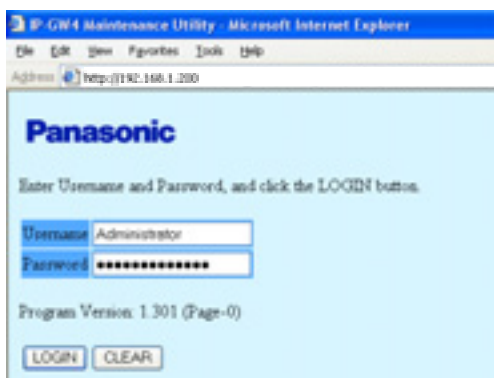 IP-GW4 Maintenance Utility - Microsoft Internet Explorer
File Edit View Favorites Tools Help
Address http://192.168.1.200
Panasonic
Enter Username and Password, and click the LOGIN button.
Username Administrator
Password •••••••••••••
Program Version: 1.301 (Page-0)
LOGIN CLEAR